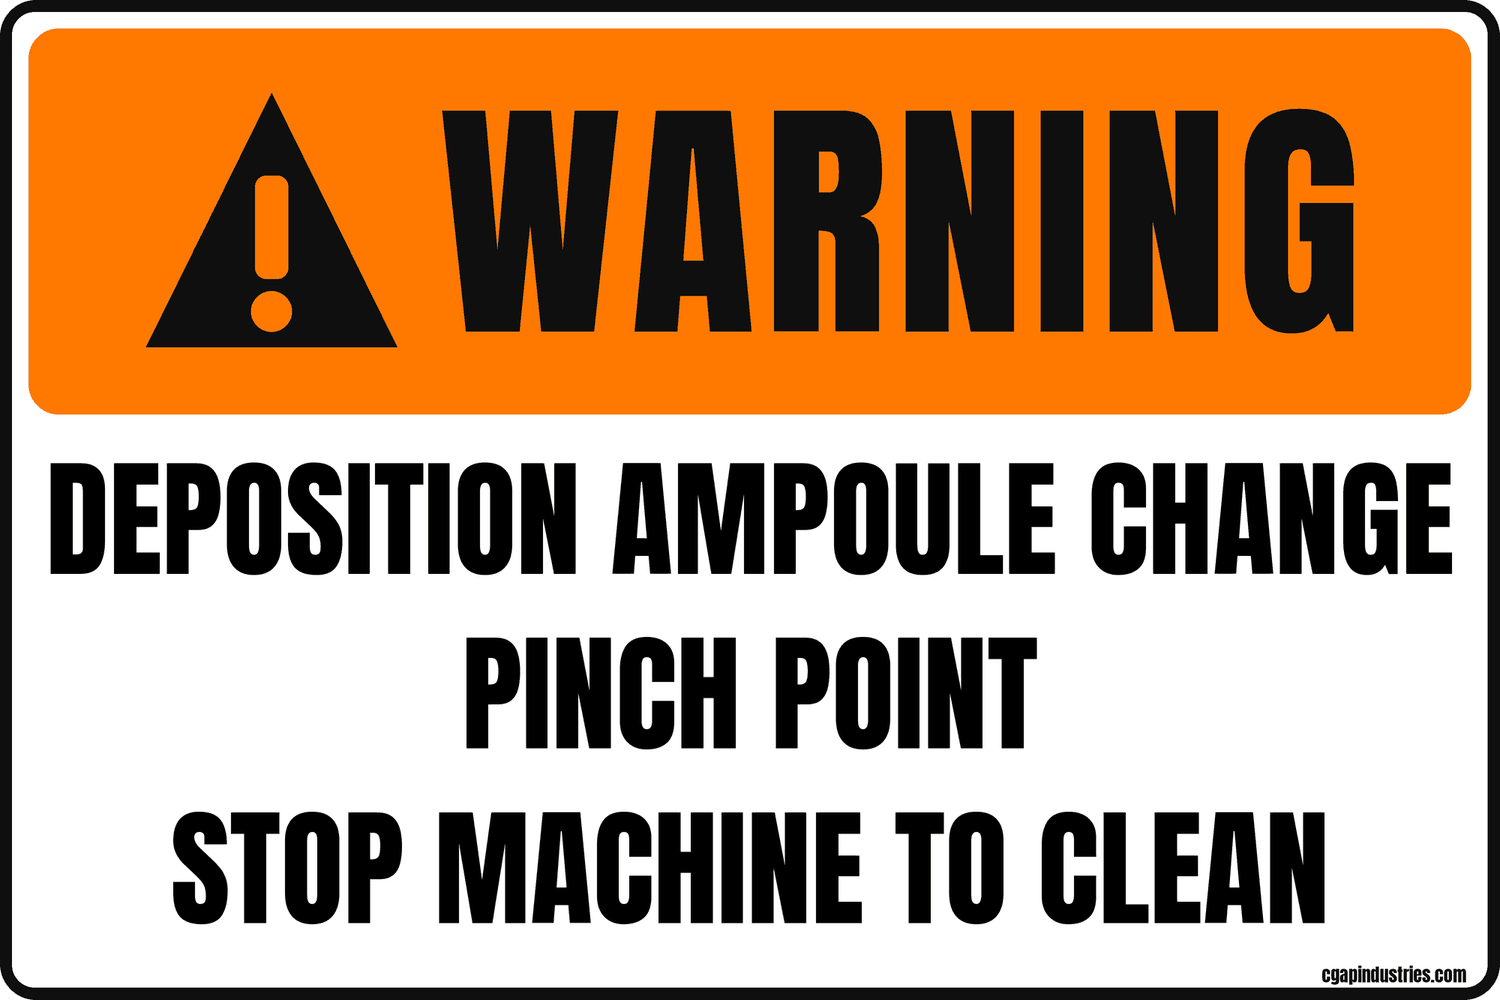 WARNING
DEPOSITION AMPOULE CHANGE
PINCH POINT
STOP MACHINE TO CLEAN
cgapindustries.com